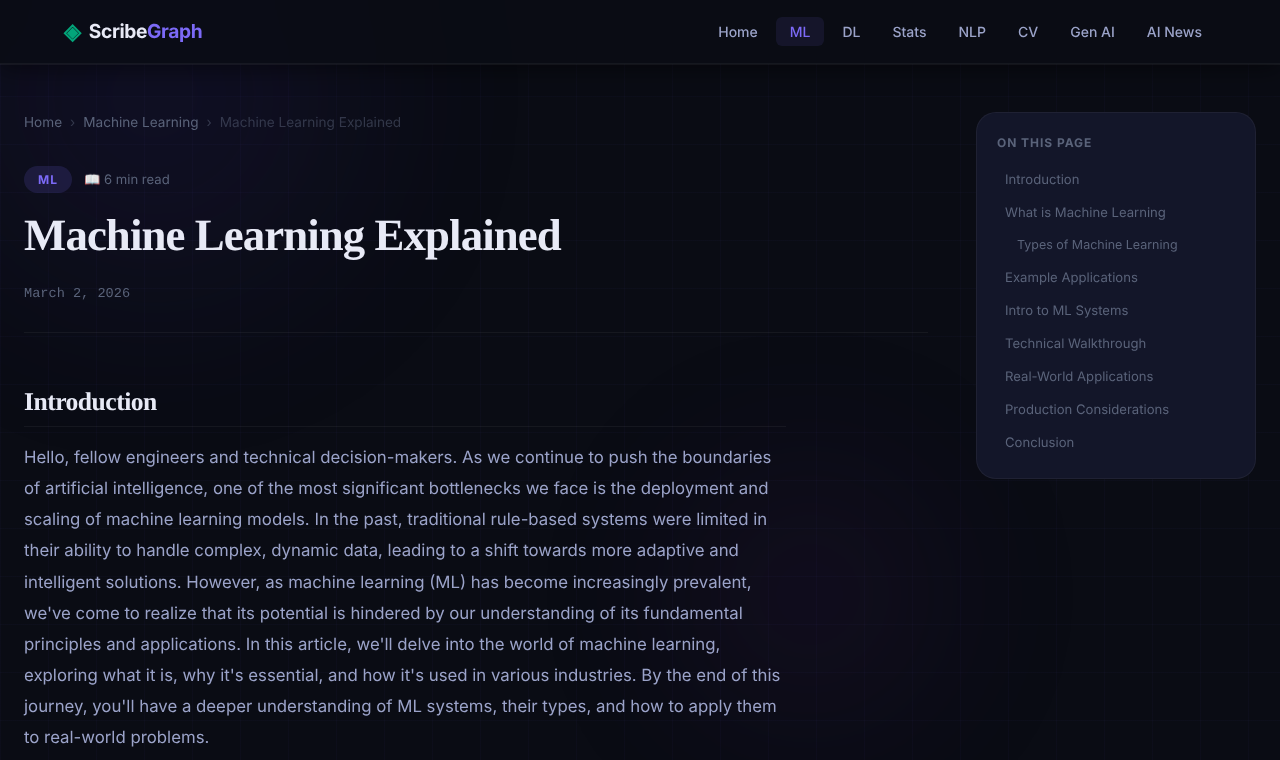 ScribeGraph
Home ML DL Stats NLP CV Gen AI AI News
Home › Machine Learning › Machine Learning Explained
ML 6 min read
Machine Learning Explained
March 2, 2026
Introduction
Hello, fellow engineers and technical decision-makers. As we continue to push the boundaries
of artificial intelligence, one of the most significant bottlenecks we face is the deployment and
scaling of machine learning models. In the past, traditional rule-based systems were limited in
their ability to handle complex, dynamic data, leading to a shift towards more adaptive and
intelligent solutions. However, as machine learning (ML) has become increasingly prevalent,
we've come to realize that its potential is hindered by our understanding of its fundamental
principles and applications. In this article, we'll delve into the world of machine learning,
exploring what it is, why it's essential, and how it's used in various industries. By the end of this
journey, you'll have a deeper understanding of ML systems, their types, and how to apply them
to real-world problems.
ON THIS PAGE
Introduction
What is Machine Learning
Types of Machine Learning
Example Applications
Intro to ML Systems
Technical Walkthrough
Real-World Applications
Production Considerations
Conclusion